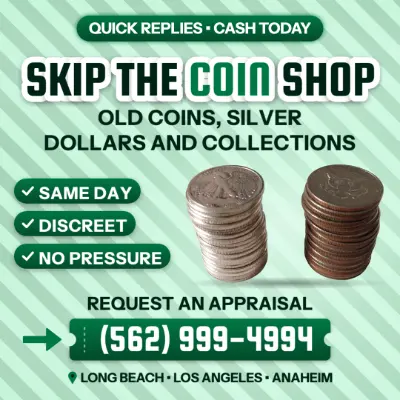 QUICK REPLIES • CASH TODAY
SKIP THE COIN SHOP
OLD COINS, SILVER
DOLLARS AND COLLECTIONS
✓ SAME DAY
✓ DISCREET
✓ NO PRESSURE
REQUEST AN APPRAISAL
(562) 999-4994
LONG BEACH • LOS ANGELES • ANAHEIM